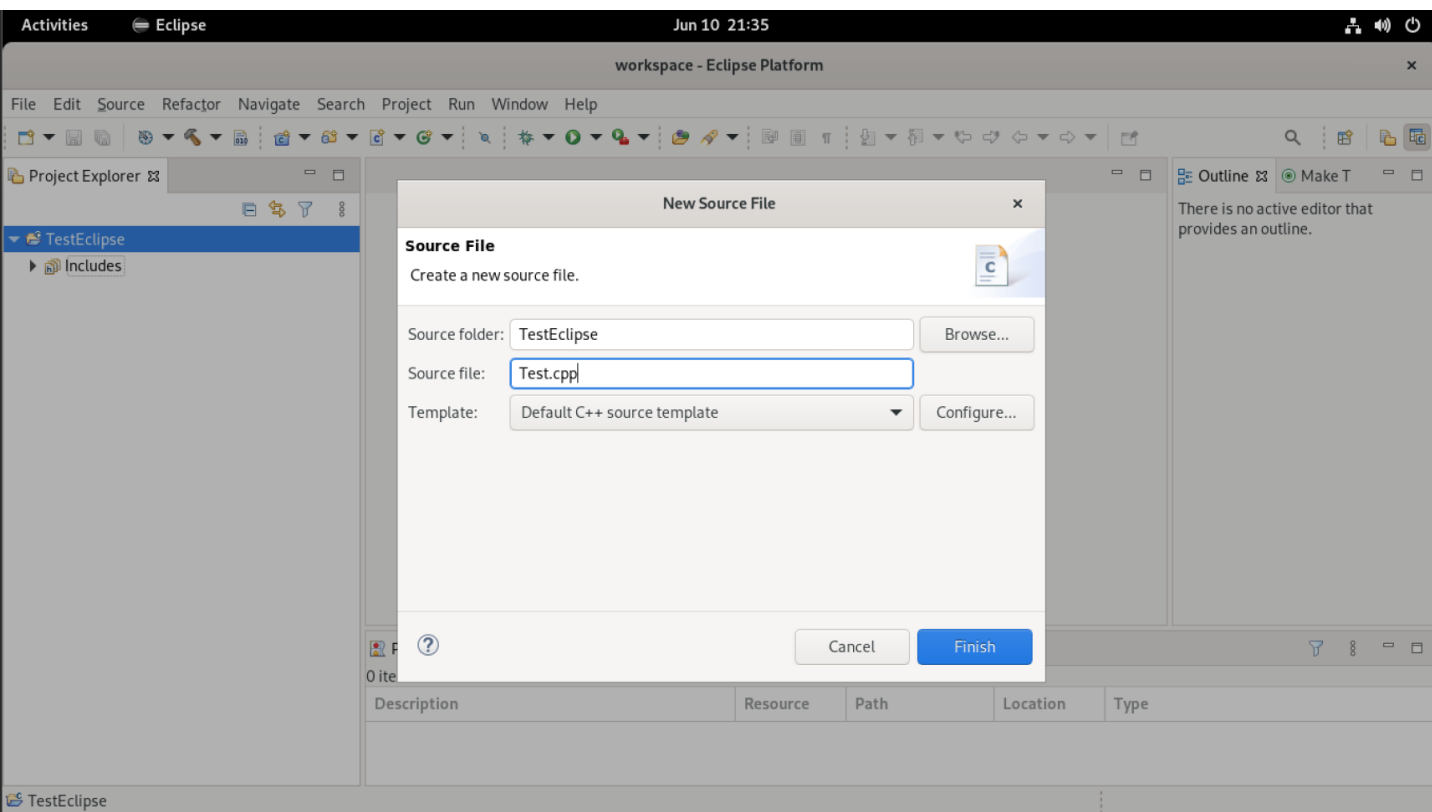 Activities Eclipse Jun 10 21:35
workspace - Eclipse Platform
File Edit Source Refactor Navigate Search Project Run Window Help
Project Explorer
Outline Make T
TestEclipse
Includes
There is no active editor that
provides an outline.
New Source File
Source File
Create a new source file.
Source folder: TestEclipse Browse...
Source file: Test.cpp
Template: Default C++ source template Configure...
Cancel Finish
P
0 ite
Description Resource Path Location Type
TestEclipse